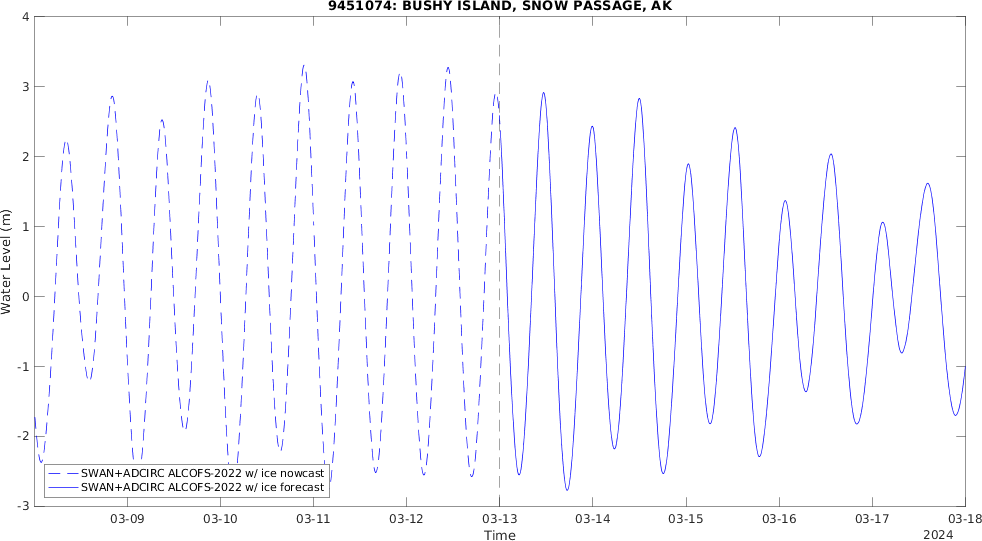 9451074: BUSHY ISLAND, SNOW PASSAGE, AK
4
3
2
1
0
-1
-2
-3
Water Level (m)
SWAN+ADCIRC ALCOFS-2022 w/ ice nowcast
SWAN+ADCIRC ALCOFS-2022 w/ ice forecast
03-09 03-10 03-11 03-12 03-13 03-14 03-15 03-16 03-17 03-18
Time
2024